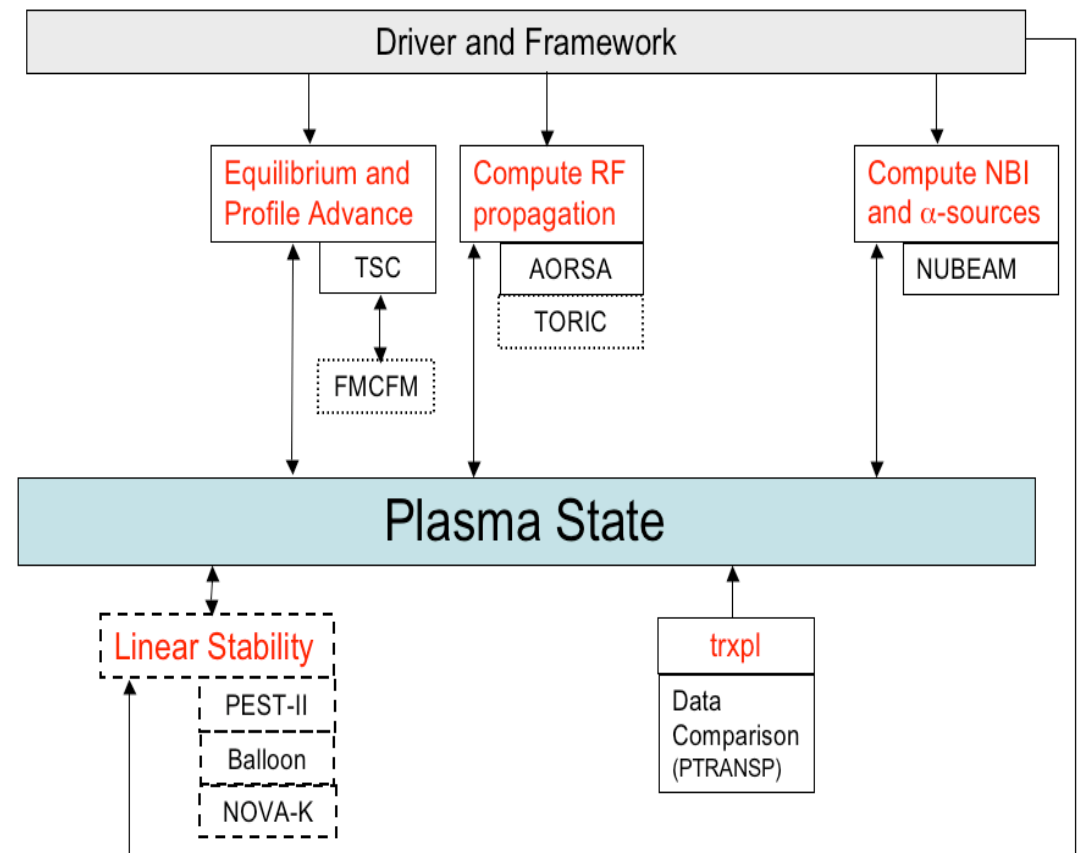 Driver and Framework
Equilibrium and
Profile Advance
TSC
FMCFM
Compute RF
propagation
AORSA
TORIC
Compute NBI
and α-sources
NUBEAM
Plasma State
Linear Stability
PEST-II
Balloon
NOVA-K
trxpl
Data
Comparison
(PTRANSP)